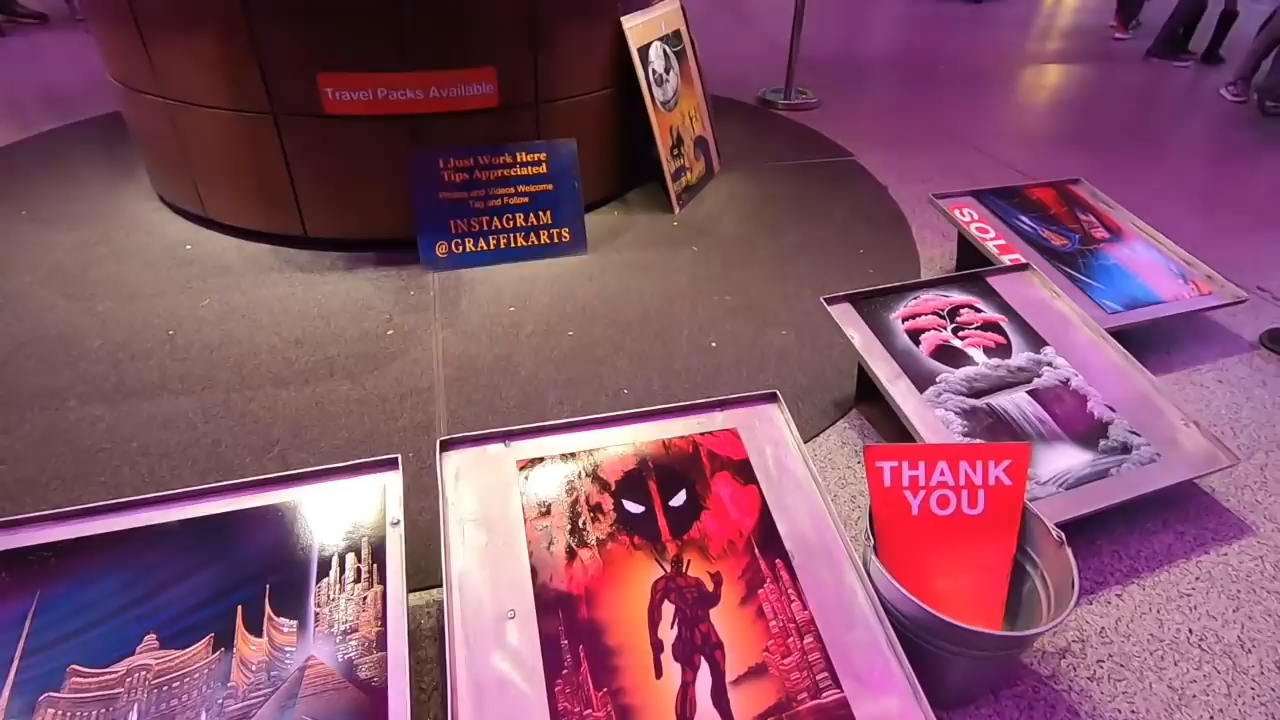 Travel Packs Available
I Just Work Here
Tips Appreciated
Photos and Videos Welcome
Tag and Follow
INSTAGRAM
@GRAFFIKARTS
SOLD
THANK
YOU